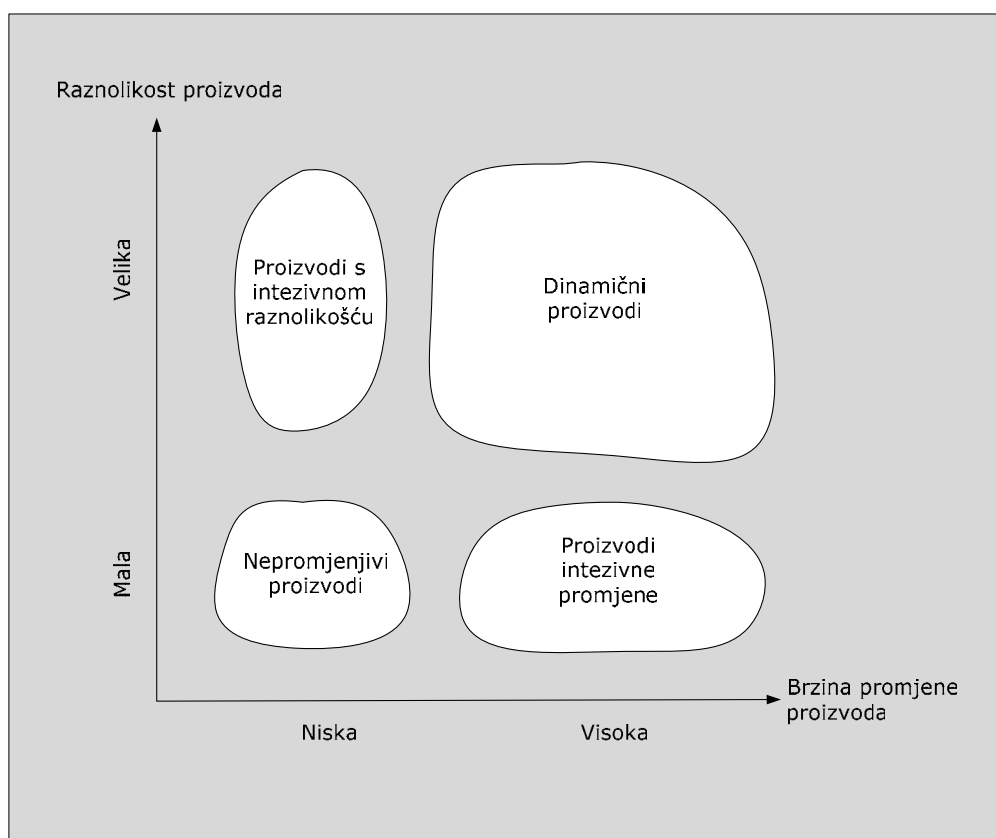 Raznolikost proizvoda
Velika
Proizvodi s
intezivnom
raznolikošću
Dinamični
proizvodi
Mala
Nepromjenjivi
proizvodi
Proizvodi
intezivne
promjene
Brzina promjene
proizvoda
Niska
Visoka